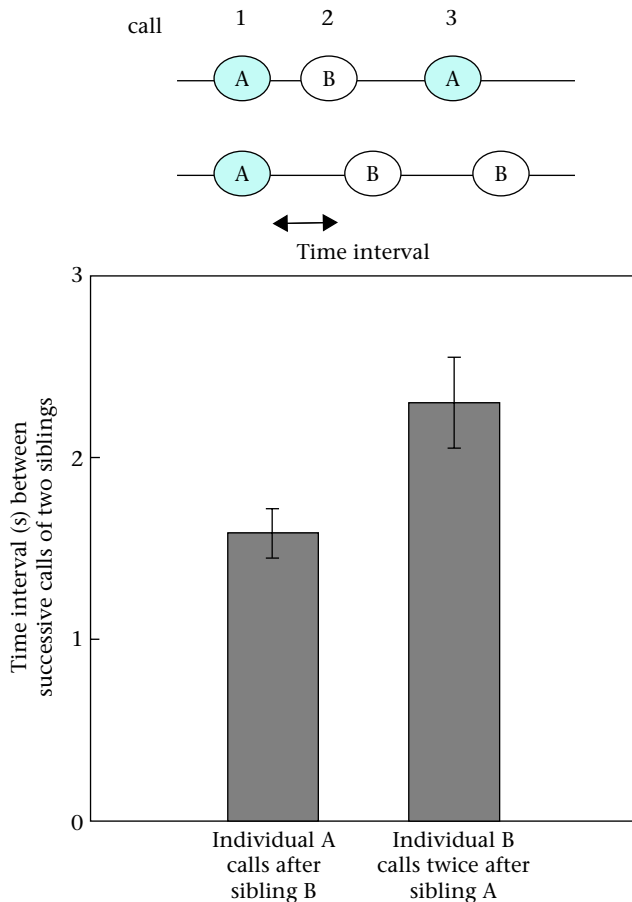 call 1 2 3
A B A
A B B
Time interval
3
2
1
0
Time interval (s) between
successive calls of two siblings
Individual A
calls after
sibling B
Individual B
calls twice after
sibling A